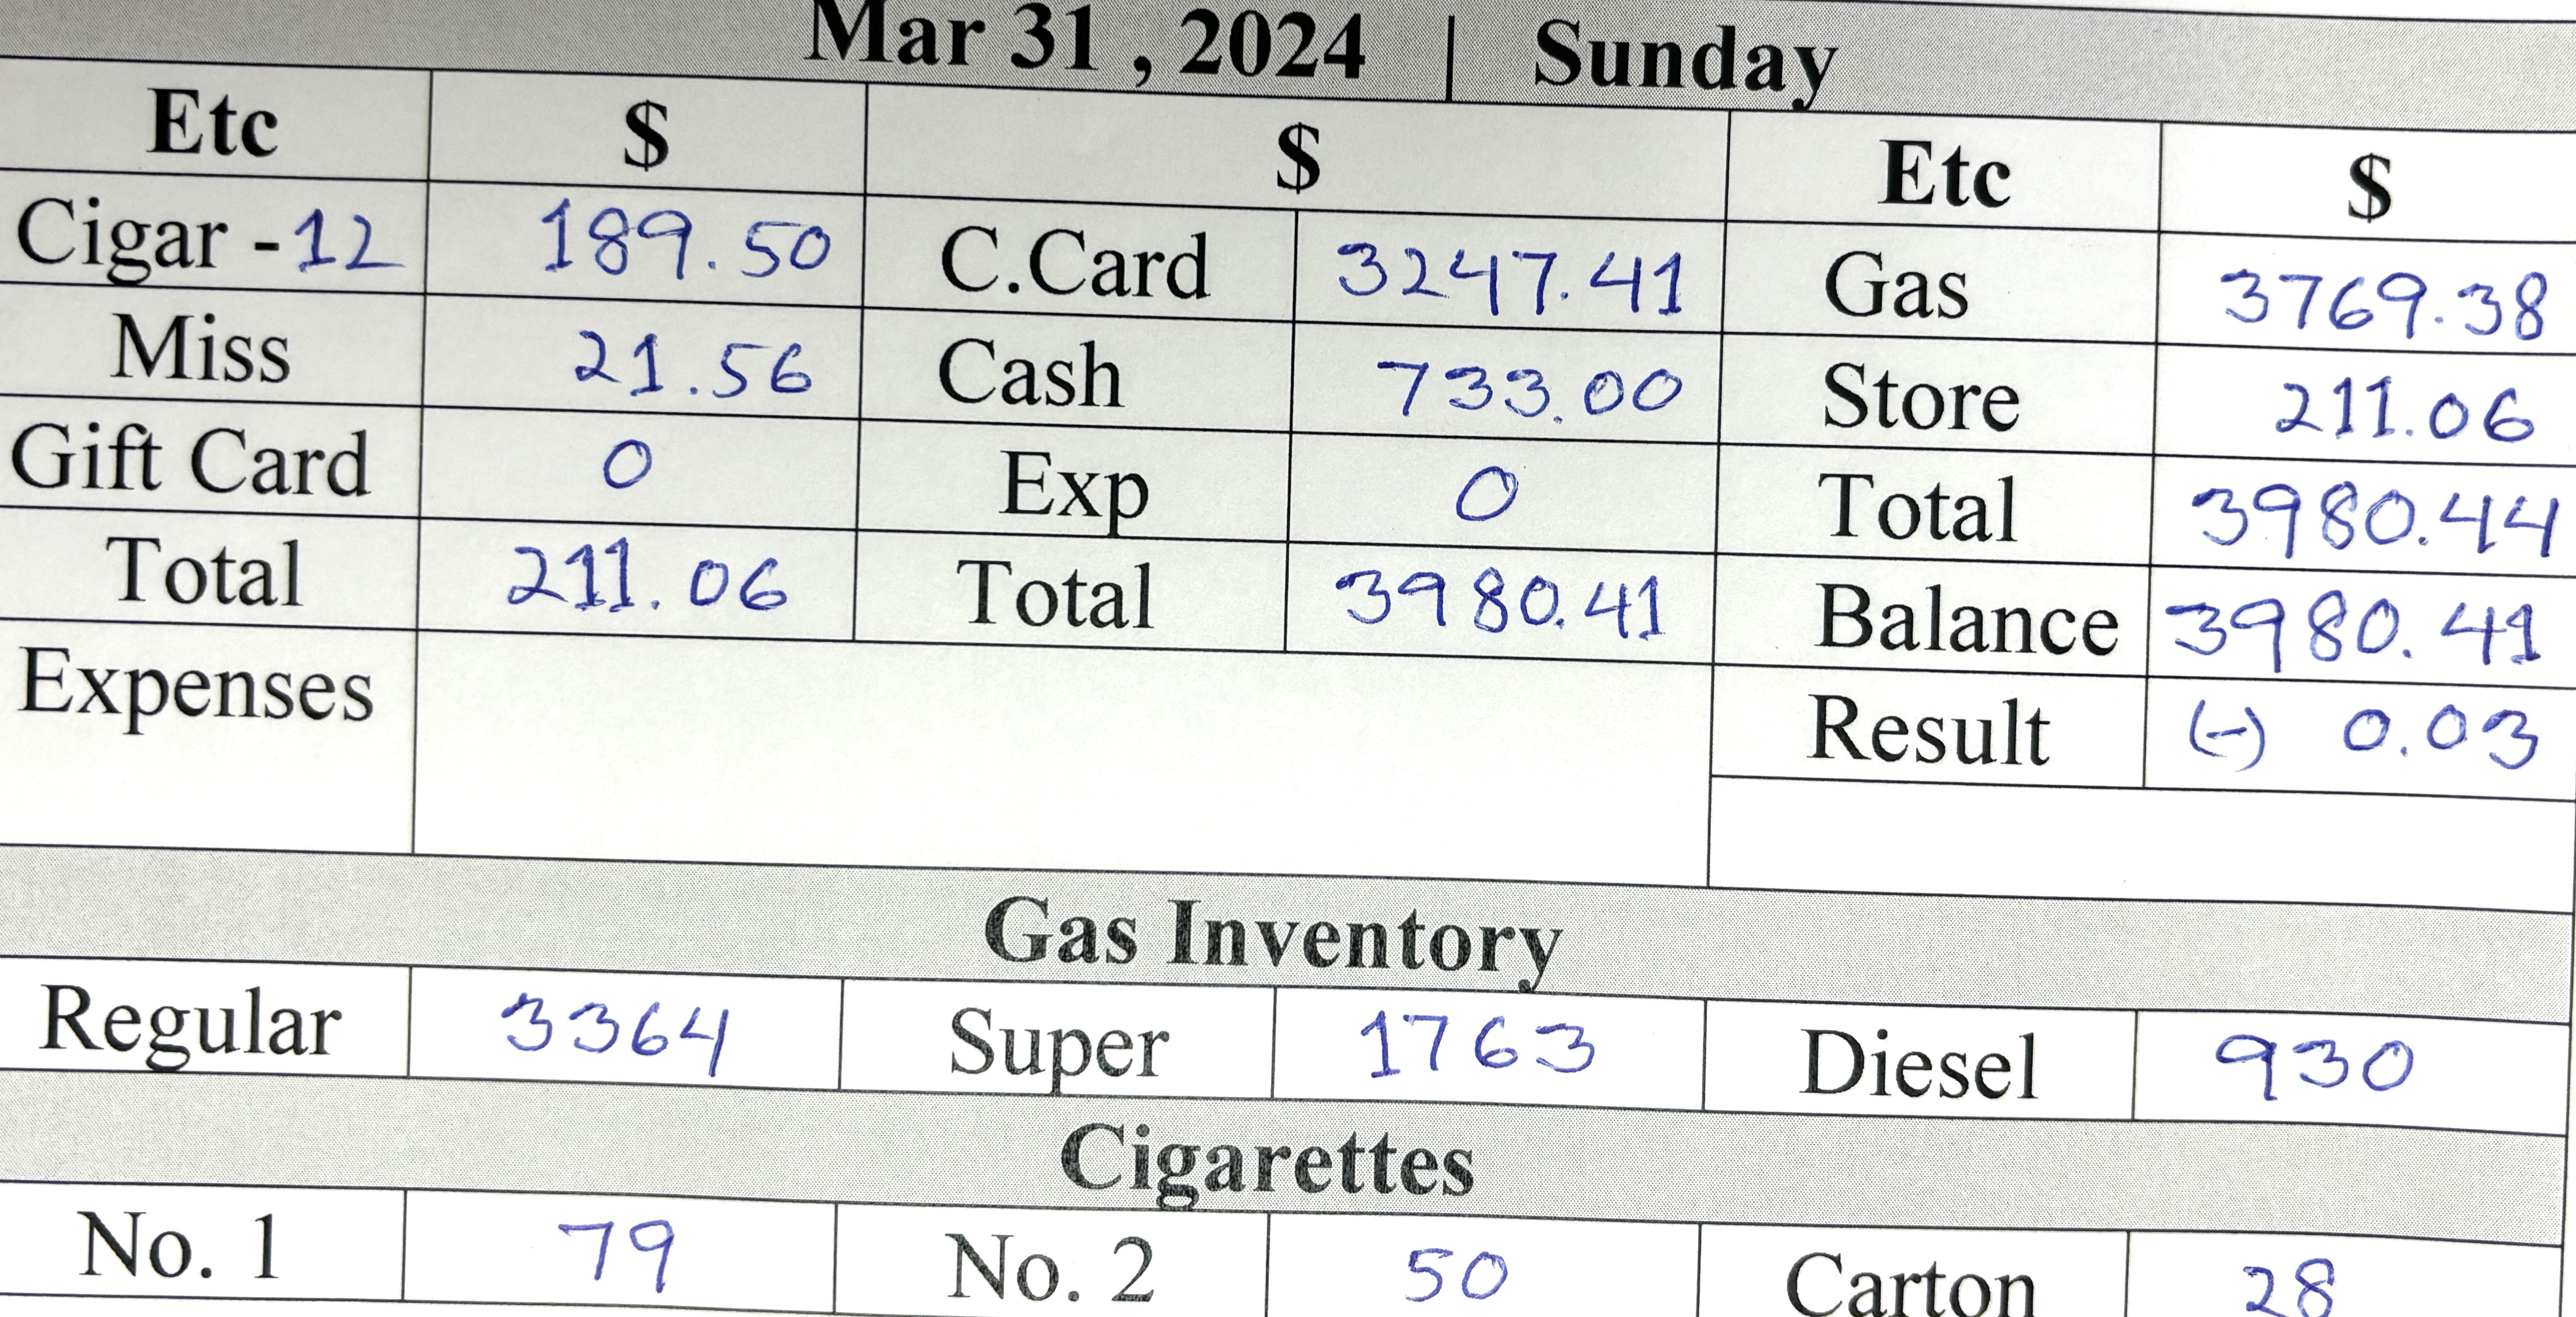 Mar 31 , 2024 | Sunday
Etc $ $ Etc $
Cigar -12 189.50 C.Card 3247.41 Gas 3769.38
Miss 21.56 Cash 733.00 Store 211.06
Gift Card 0 Exp 0 Total 3980.44
Total 211.06 Total 3980.41 Balance 3980.41
Expenses Result (-) 0.03
Gas Inventory
Regular 3364 Super 1763 Diesel 930
Cigarettes
No. 1 79 No. 2 50 Carton 28